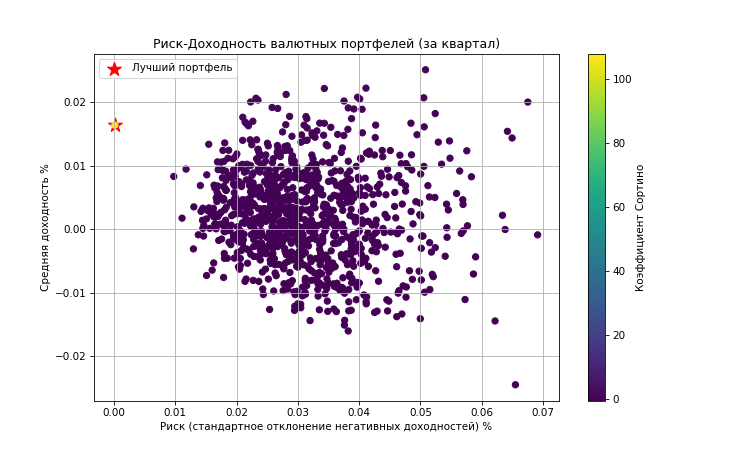 Риск-Доходность валютных портфелей (за квартал)
Лучший портфель
Средняя доходность %
0.02
0.01
0.00
−0.01
−0.02
0.00 0.01 0.02 0.03 0.04 0.05 0.06 0.07
Риск (стандартное отклонение негативных доходностей) %
100
80
60
40
20
0
Коэффициент Сортино